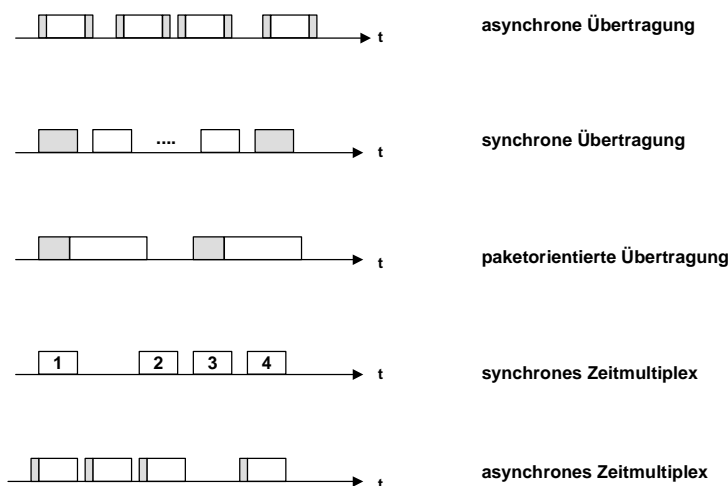 t asynchrone Übertragung
.... t synchrone Übertragung
t paketorientierte Übertragung
1 2 3 4 t synchrones Zeitmultiplex
t asynchrones Zeitmultiplex